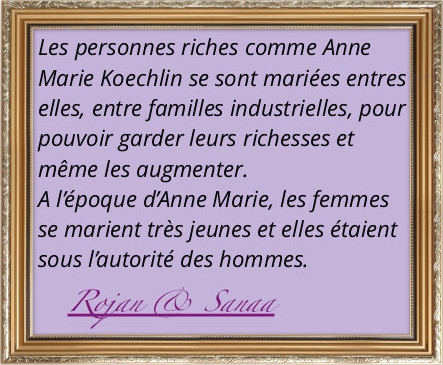 Les personnes riches comme Anne
Marie Koechlin se sont mariées entres
elles, entre familles industrielles, pour
pouvoir garder leurs richesses et
même les augmenter.
A l’époque d’Anne Marie, les femmes
se marient très jeunes et elles étaient
sous l’autorité des hommes.
Rojan & Sanaa